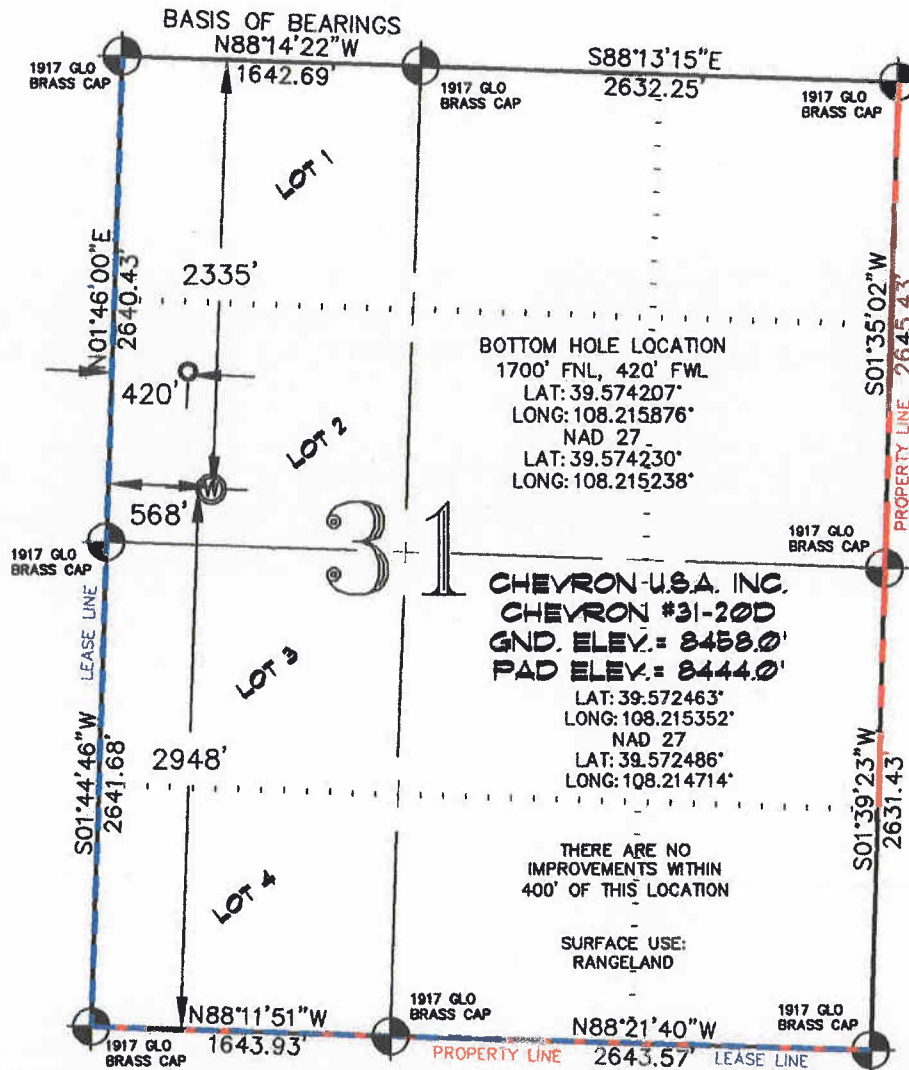 BASIS OF BEARINGS
N88°14'22"W
1642.69'
S88°13'15"E
2632.25'
1917 GLO
BRASS CAP
1917 GLO
BRASS CAP
1917 GLO
BRASS CAP
LOT 1
N01°46'00"E
2640.43'
2335'
S01°35'02"W
2645.43'
PROPERTY LINE
BOTTOM HOLE LOCATION
1700' FNL, 420' FWL
LAT: 39.574207°
LONG: 108.215876°
NAD 27
LAT: 39.574230°
LONG: 108.215238°
420'
LOT 2
W
568'
31
1917 GLO
BRASS CAP
1917 GLO
BRASS CAP
CHEVRON U.S.A. INC.
CHEVRON #31-20D
GND. ELEV.= 8458.0'
PAD ELEV.= 8444.0'
LAT: 39.572463°
LONG: 108.215352°
NAD 27
LAT: 39.572486°
LONG: 108.214714°
LEASE LINE
LOT 3
S01°44'46"W
2641.68'
2948'
S01°39'23"W
2631.43'
THERE ARE NO
IMPROVEMENTS WITHIN
400' OF THIS LOCATION
LOT 4
SURFACE USE:
RANGELAND
1917 GLO
BRASS CAP
1917 GLO
BRASS CAP
1917 GLO
BRASS CAP
N88°11'51"W
1643.93'
N88°21'40"W
2643.57'
PROPERTY LINE
LEASE LINE